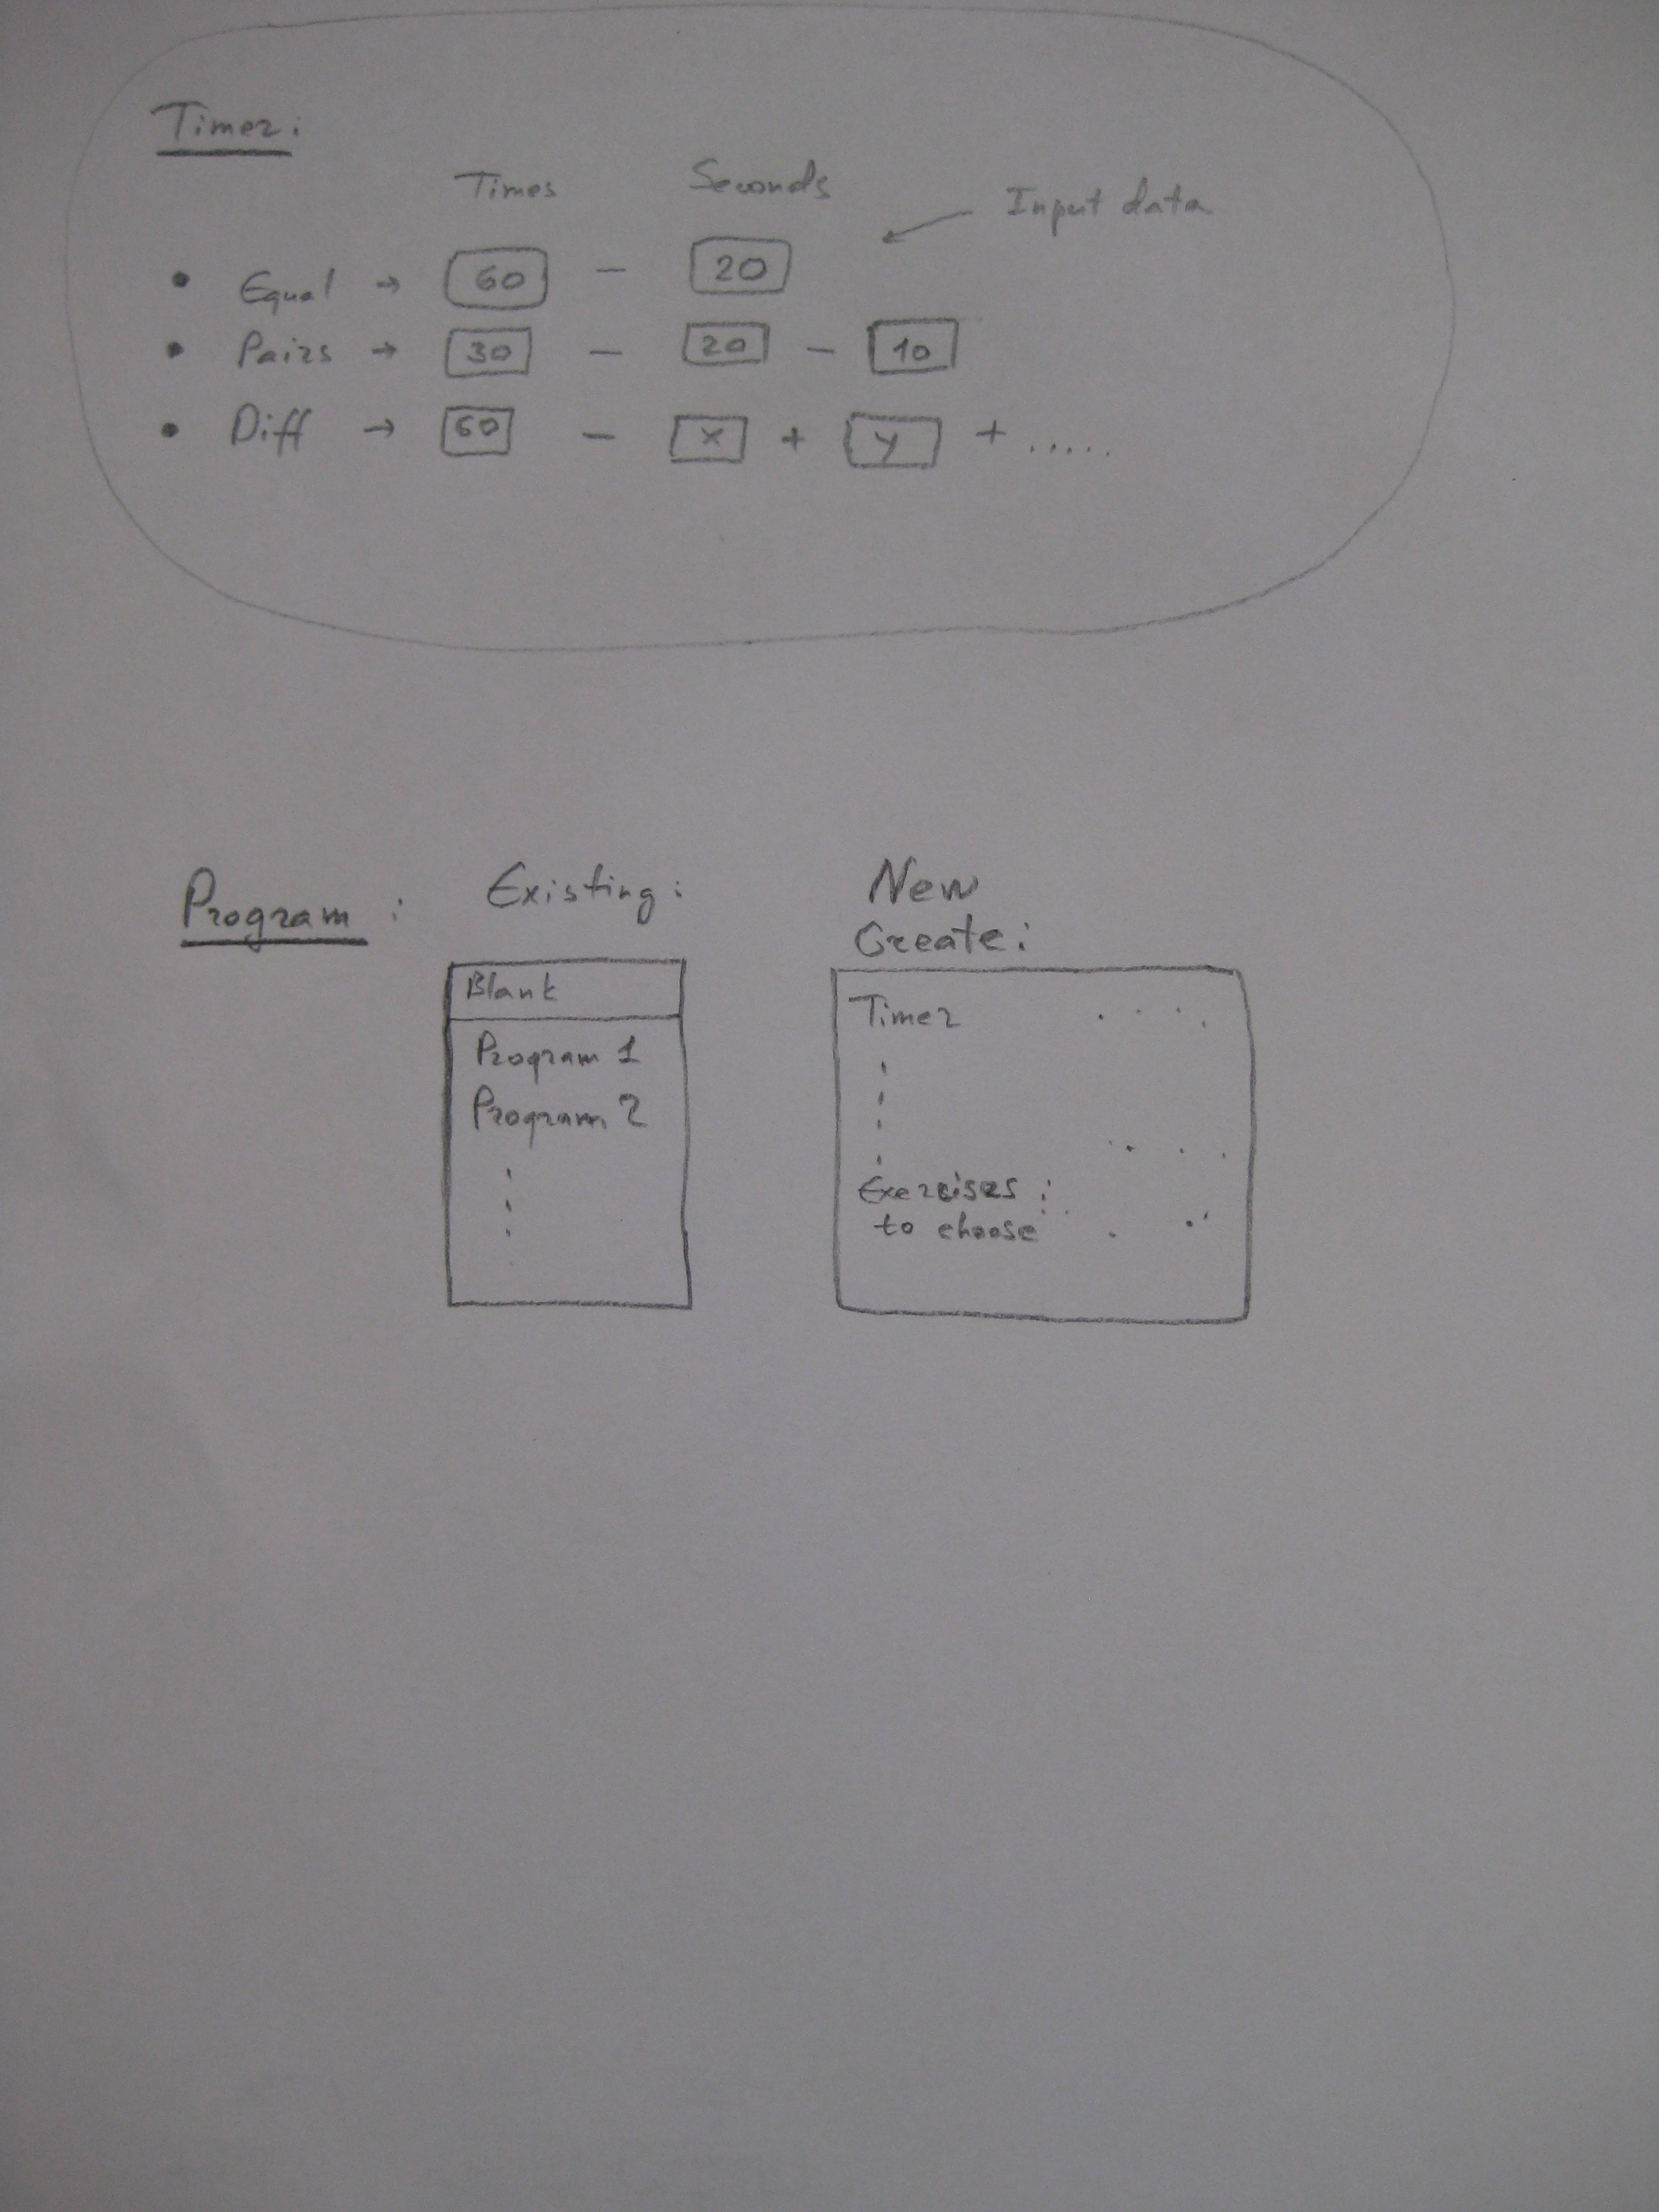 Timer:
Times Seconds
Input data
• Equal → 60 - 20
• Pairs → 30 - 20 - 10
• Diff → 60 - x + y + .....
Program: Existing: New
Create:
Blank
Program 1
Program 2
Timer ....
Exercises:
to choose